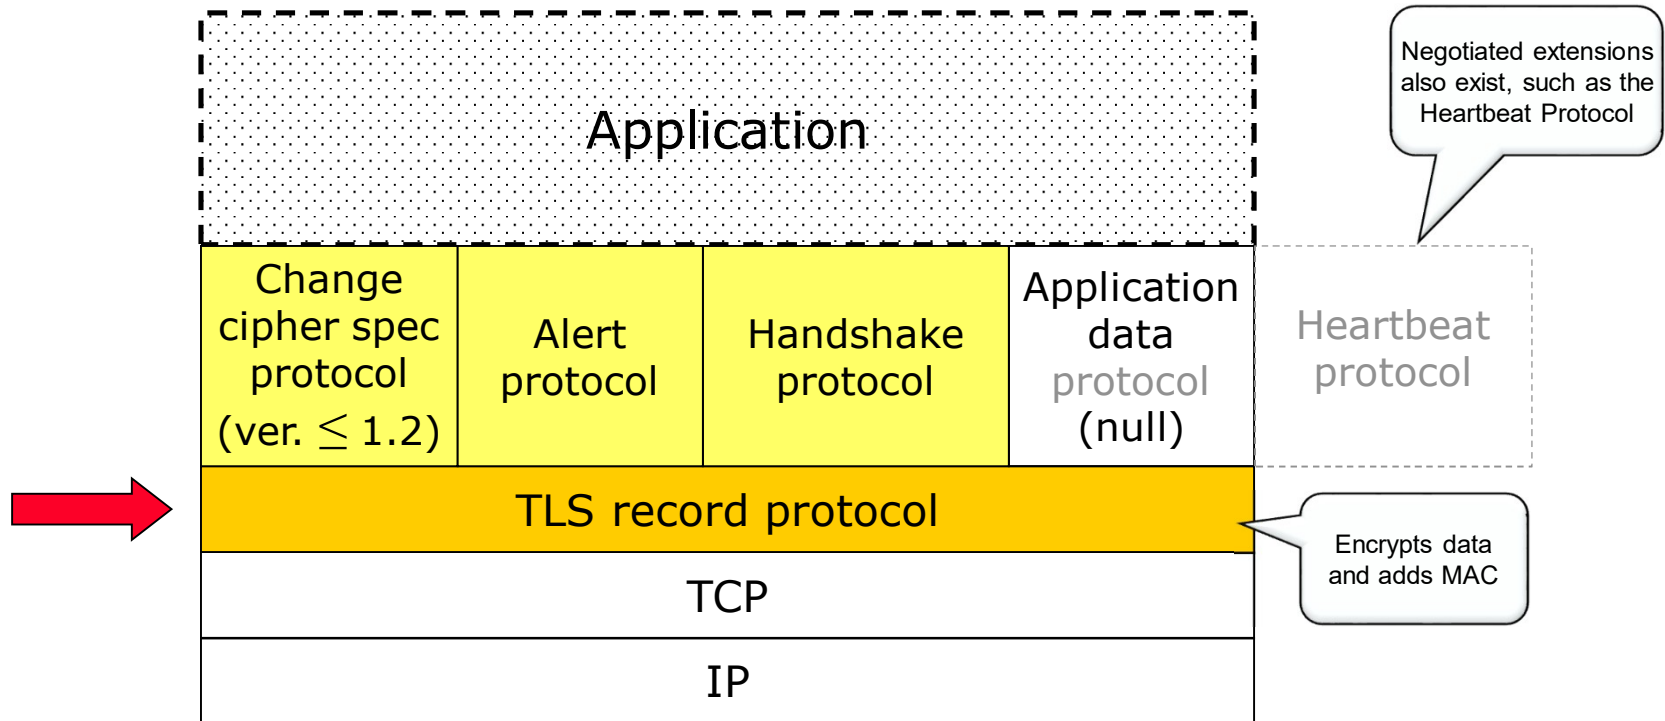 Negotiated extensions
also exist, such as the
Heartbeat Protocol
Application
Change
cipher spec
protocol
(ver. ≤ 1.2)
Alert
protocol
Handshake
protocol
Application
data
protocol
(null)
Heartbeat
protocol
TLS record protocol
Encrypts data
and adds MAC
TCP
IP